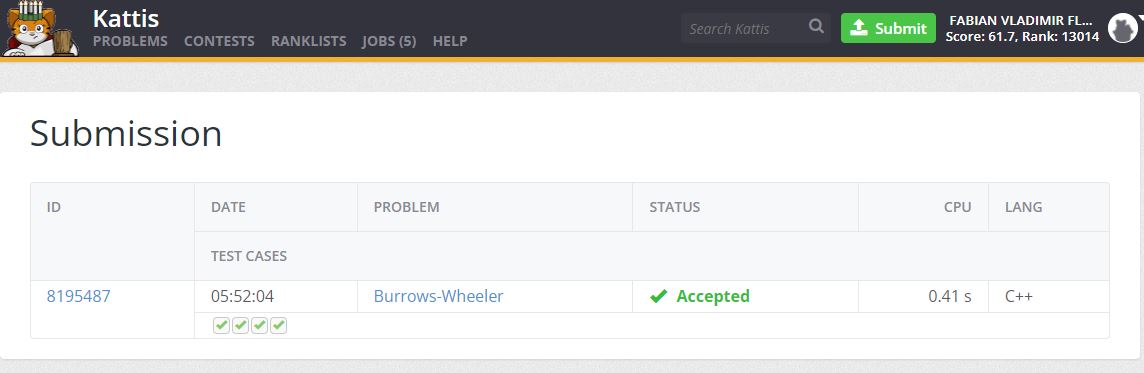 Kattis
PROBLEMS CONTESTS RANKLISTS JOBS (5) HELP
Search Kattis
Submit
FABIAN VLADIMIR FL...
Score: 61.7, Rank: 13014
Submission
ID DATE PROBLEM STATUS CPU LANG
TEST CASES
8195487 05:52:04 Burrows-Wheeler Accepted 0.41 s C++